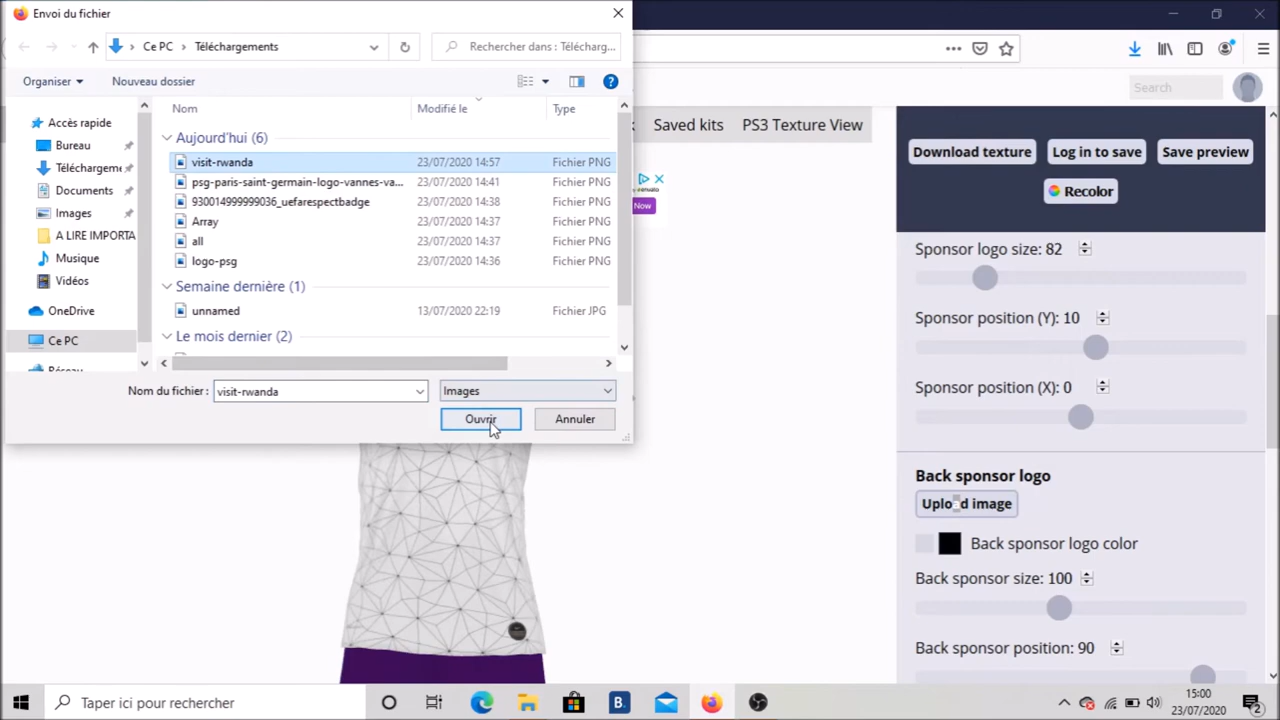 Envoi du fichier
Ce PC
Téléchargements
Rechercher dans : Télécharg...
Organiser
Nouveau dossier
Nom
Modifié le
Type
Accès rapide
Bureau
Téléchargeme
Documents
Images
A LIRE IMPORTA
Musique
Vidéos
OneDrive
Ce PC
Réseau
Aujourd'hui (6)
visit-rwanda 23/07/2020 14:57 Fichier PNG
psg-paris-saint-germain-logo-vannes-va... 23/07/2020 14:41 Fichier PNG
930014999999036_uefarespectbadge 23/07/2020 14:38 Fichier PNG
Array 23/07/2020 14:37 Fichier PNG
all 23/07/2020 14:37 Fichier PNG
logo-psg 23/07/2020 14:36 Fichier PNG
Semaine dernière (1)
unnamed 13/07/2020 22:19 Fichier JPG
Le mois dernier (2)
Nom du fichier : visit-rwanda
Images
Ouvrir
Annuler
Search
Saved kits
PS3 Texture View
Now
Download texture
Log in to save
Save preview
Recolor
Sponsor logo size: 82
Sponsor position (Y): 10
Sponsor position (X): 0
Back sponsor logo
Upload image
Back sponsor logo color
Back sponsor size: 100
Back sponsor position: 90
Taper ici pour rechercher
B.
15:00
23/07/2020
2